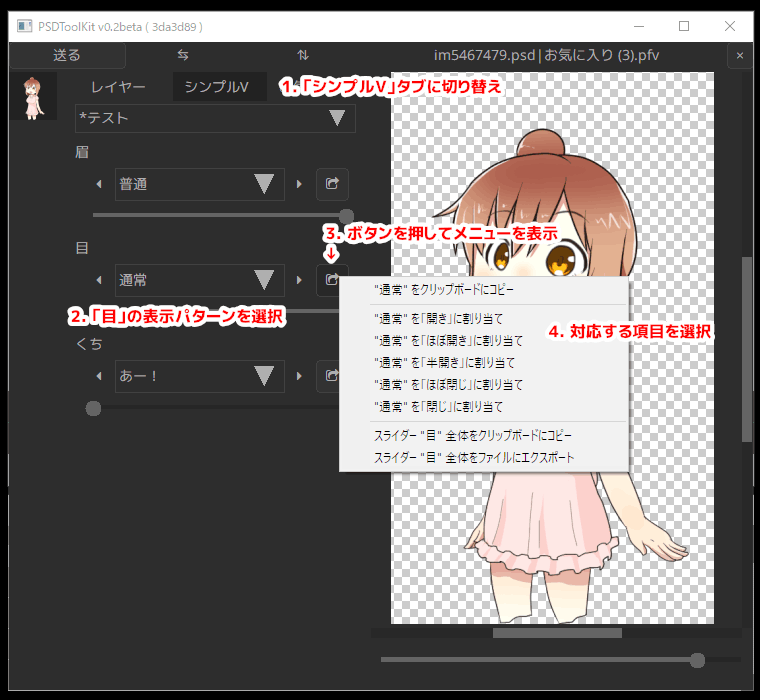 PSDToolKit v0.2beta ( 3da3d89 )
送る ⇆ ⇅ im5467479.psd|お気に入り (3).pfv ×
レイヤー シンプルV
1. 「シンプルV」タブに切り替え
*テスト
眉
普通
3. ボタンを押してメニューを表示
↓
目
通常
"通常" をクリップボードにコピー
2. 「目」の表示パターンを選択
"通常" を「開き」に割り当て
4. 対応する項目を選択
"通常" を「ほぼ開き」に割り当て
くち
"通常" を「半開き」に割り当て
あー！
"通常" を「ほぼ閉じ」に割り当て
"通常" を「閉じ」に割り当て
スライダー "目" 全体をクリップボードにコピー
スライダー "目" 全体をファイルにエクスポート